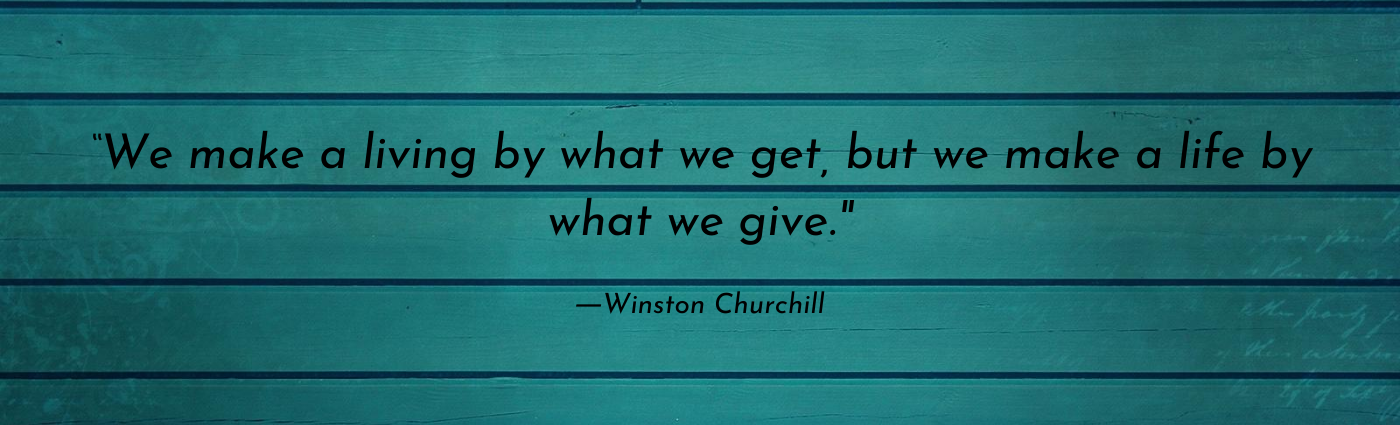 “We make a living by what we get, but we make a life by
what we give."
—Winston Churchill